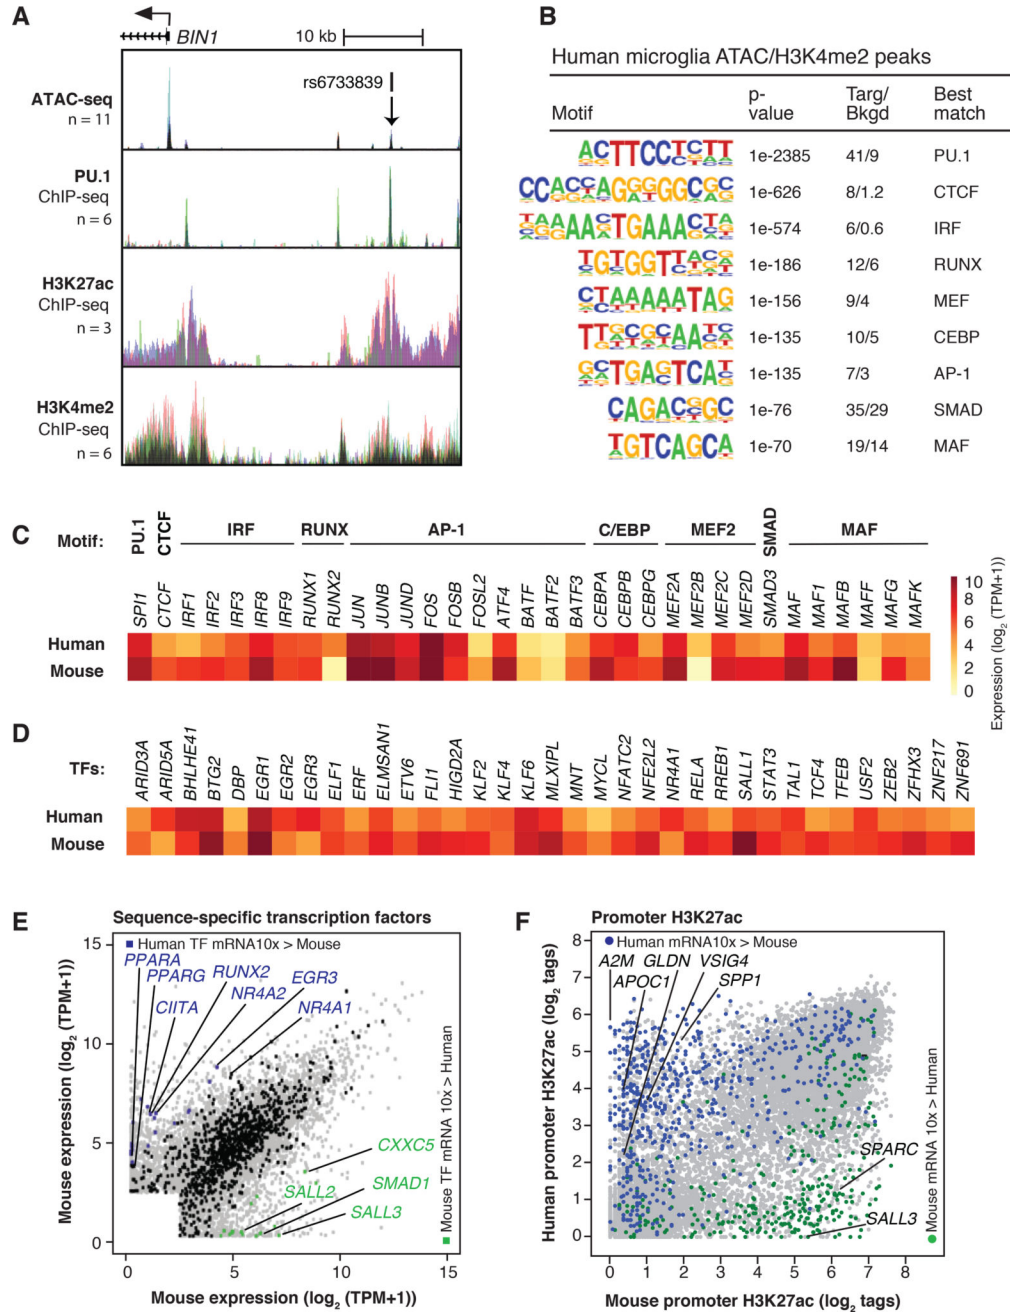 A
BIN1
10 kb
rs6733839
ATAC-seq
n = 11
PU.1
ChIP-seq
n = 6
H3K27ac
ChIP-seq
n = 3
H3K4me2
ChIP-seq
n = 6
B
Human microglia ATAC/H3K4me2 peaks
Motif p-value Targ/Bkgd Best match
1e-2385 41/9 PU.1
1e-626 8/1.2 CTCF
1e-574 6/0.6 IRF
1e-186 12/6 RUNX
1e-156 9/4 MEF
1e-135 10/5 CEBP
1e-135 7/3 AP-1
1e-76 35/29 SMAD
1e-70 19/14 MAF
C
Motif: PU.1 CTCF IRF RUNX AP-1 C/EBP MEF2 SMAD MAF
SPI1 CTCF IRF1 IRF2 IRF3 IRF8 IRF9 RUNX1 RUNX2 JUN JUNB JUND FOS FOSB FOSL2 ATF4 BATF BATF2 BATF3 CEBPA CEBPB CEBPG MEF2A MEF2B MEF2C MEF2D SMAD3 MAF MAF1 MAFB MAFF MAFG MAFK
Human
Mouse
10
8
6
4
2
0
Expression (log2 (TPM+1))
D
TFs: ARID3A ARID5A BHLHE41 BTG2 DBP EGR1 EGR2 EGR3 ELF1 ERF ELMSAN1 ETV6 FLI1 HIGD2A KLF2 KLF4 KLF6 MLXIPL MNT MYCL NFATC2 NFE2L2 NR4A1 RELA RREB1 SALL1 STAT3 TAL1 TCF4 TFEB USF2 ZEB2 ZFHX3 ZNF217 ZNF691
Human
Mouse
E
Sequence-specific transcription factors
Human TF mRNA10x > Mouse
PPARA
PPARG
CIITA
RUNX2
NR4A2
EGR3
NR4A1
CXXC5
SALL2
SMAD1
SALL3
Mouse TF mRNA 10x > Human
Mouse expression (log2 (TPM+1))
15
10
5
0
0 5 10 15
Mouse expression (log2 (TPM+1))
F
Promoter H3K27ac
Human mRNA10x > Mouse
A2M GLDN VSIG4
APOC1 SPP1
SPARC
SALL3
Mouse mRNA 10x > Human
Human promoter H3K27ac (log2 tags)
8
7
6
5
4
3
2
1
0
0 1 2 3 4 5 6 7 8
Mouse promoter H3K27ac (log2 tags)